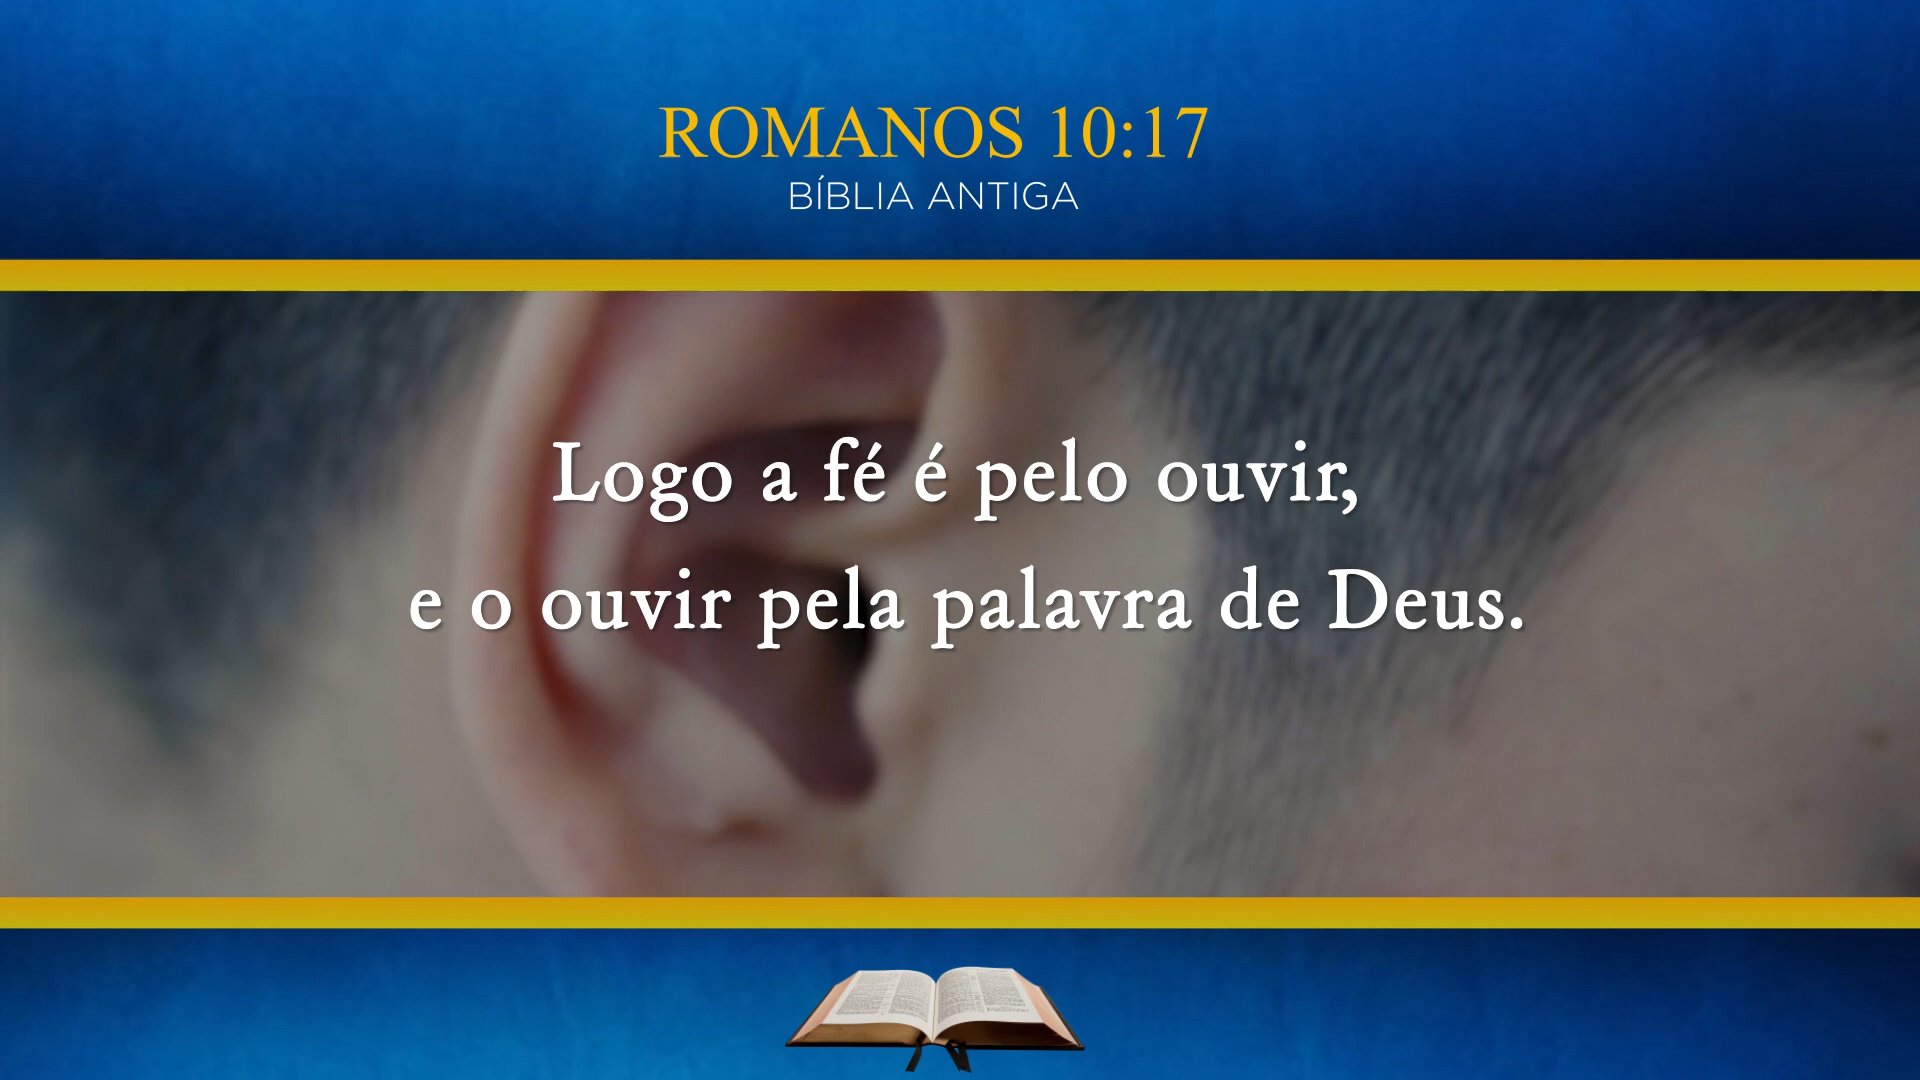 ROMANOS 10:17
BÍBLIA ANTIGA
Logo a fé é pelo ouvir,
e o ouvir pela palavra de Deus.